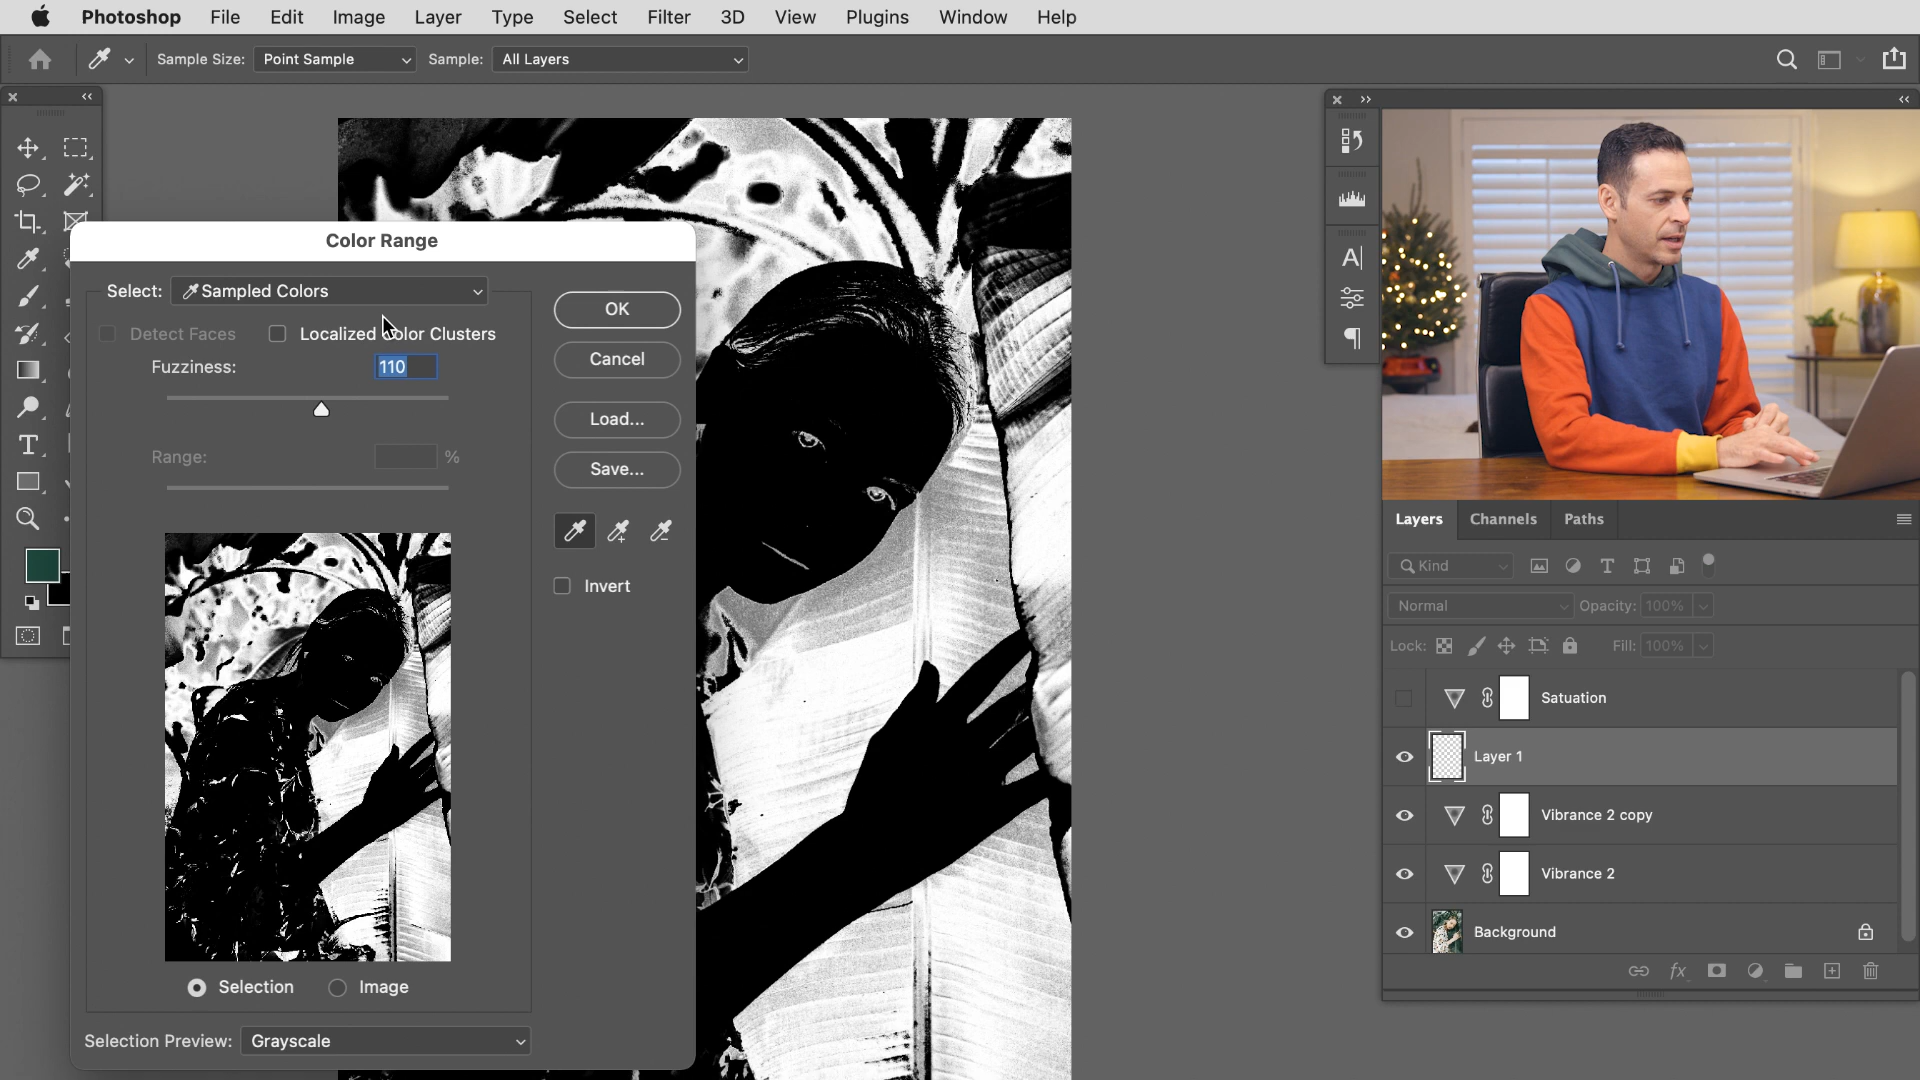 Photoshop File Edit Image Layer Type Select Filter 3D View Plugins Window Help
Sample Size: Point Sample Sample: All Layers
Color Range
Select: Sampled Colors
Detect Faces Localized Color Clusters
Fuzziness: 110
Range: %
Selection Image
Selection Preview: Grayscale
OK
Cancel
Load...
Save...
Invert
Layers Channels Paths
Kind
Normal Opacity: 100%
Lock: Fill: 100%
Satuation
Layer 1
Vibrance 2 copy
Vibrance 2
Background